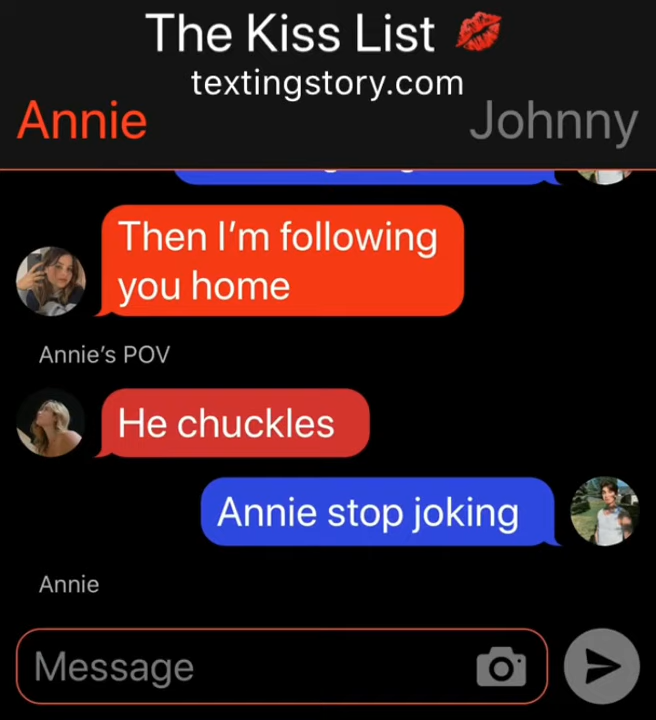 The Kiss List 💋
textingstory.com
Annie
Johnny
Then I’m following
you home
Annie’s POV
He chuckles
Annie stop joking
Annie
Message